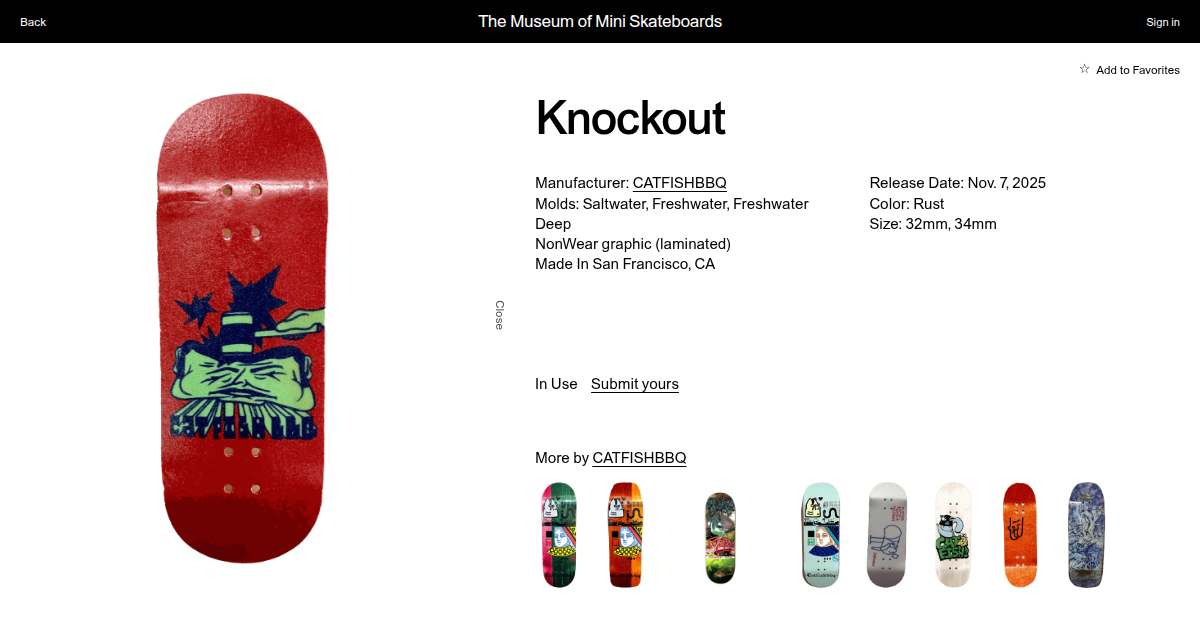 Back
The Museum of Mini Skateboards
Sign in
☆ Add to Favorites
Knockout
Manufacturer: CATFISHBBQ
Molds: Saltwater, Freshwater, Freshwater
Deep
NonWear graphic (laminated)
Made In San Francisco, CA
Release Date: Nov. 7, 2025
Color: Rust
Size: 32mm, 34mm
CATFISH BBQ
Close
In Use Submit yours
More by CATFISHBBQ